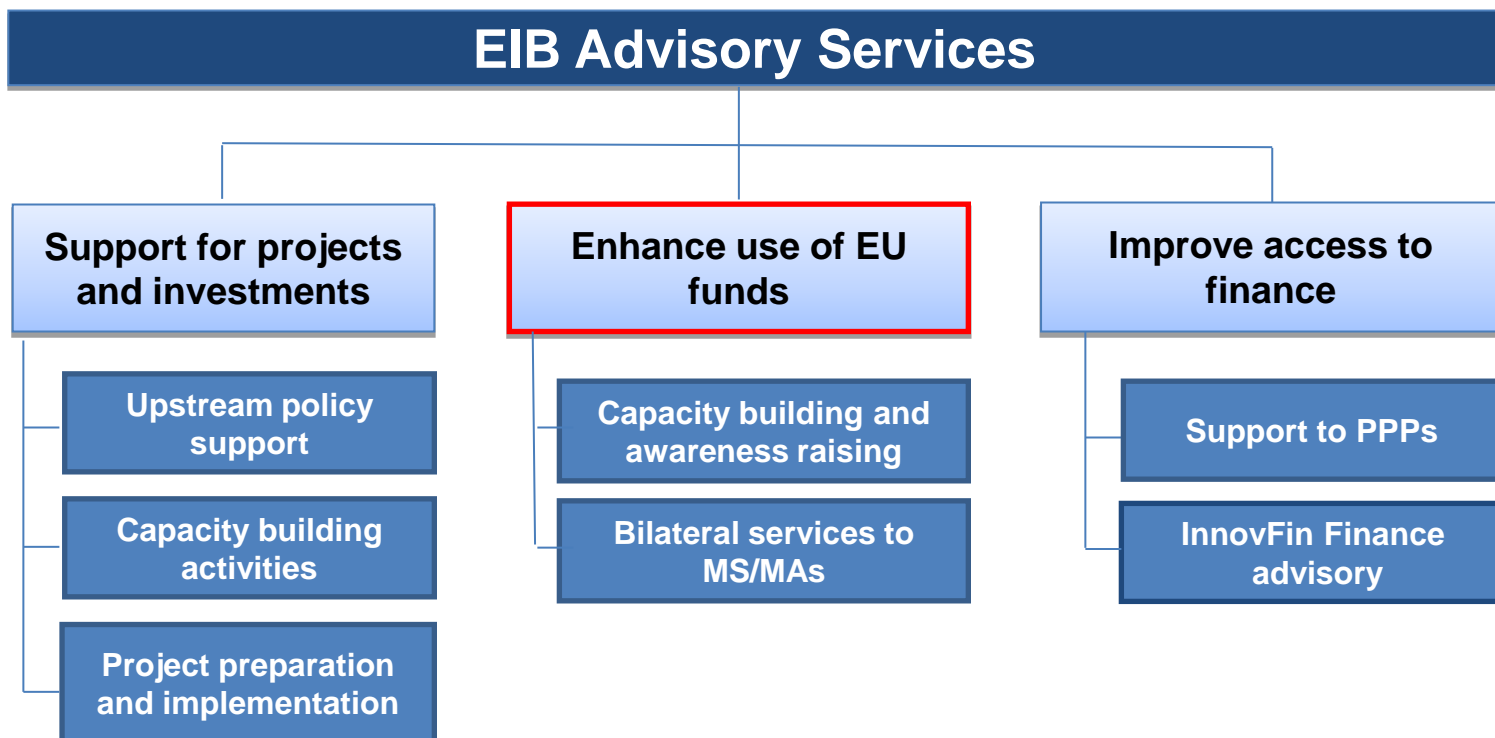 EIB Advisory Services
Support for projects
and investments
Upstream policy
support
Capacity building
activities
Project preparation
and implementation
Enhance use of EU
funds
Capacity building and
awareness raising
Bilateral services to
MS/MAs
Improve access to
finance
Support to PPPs
InnovFin Finance
advisory